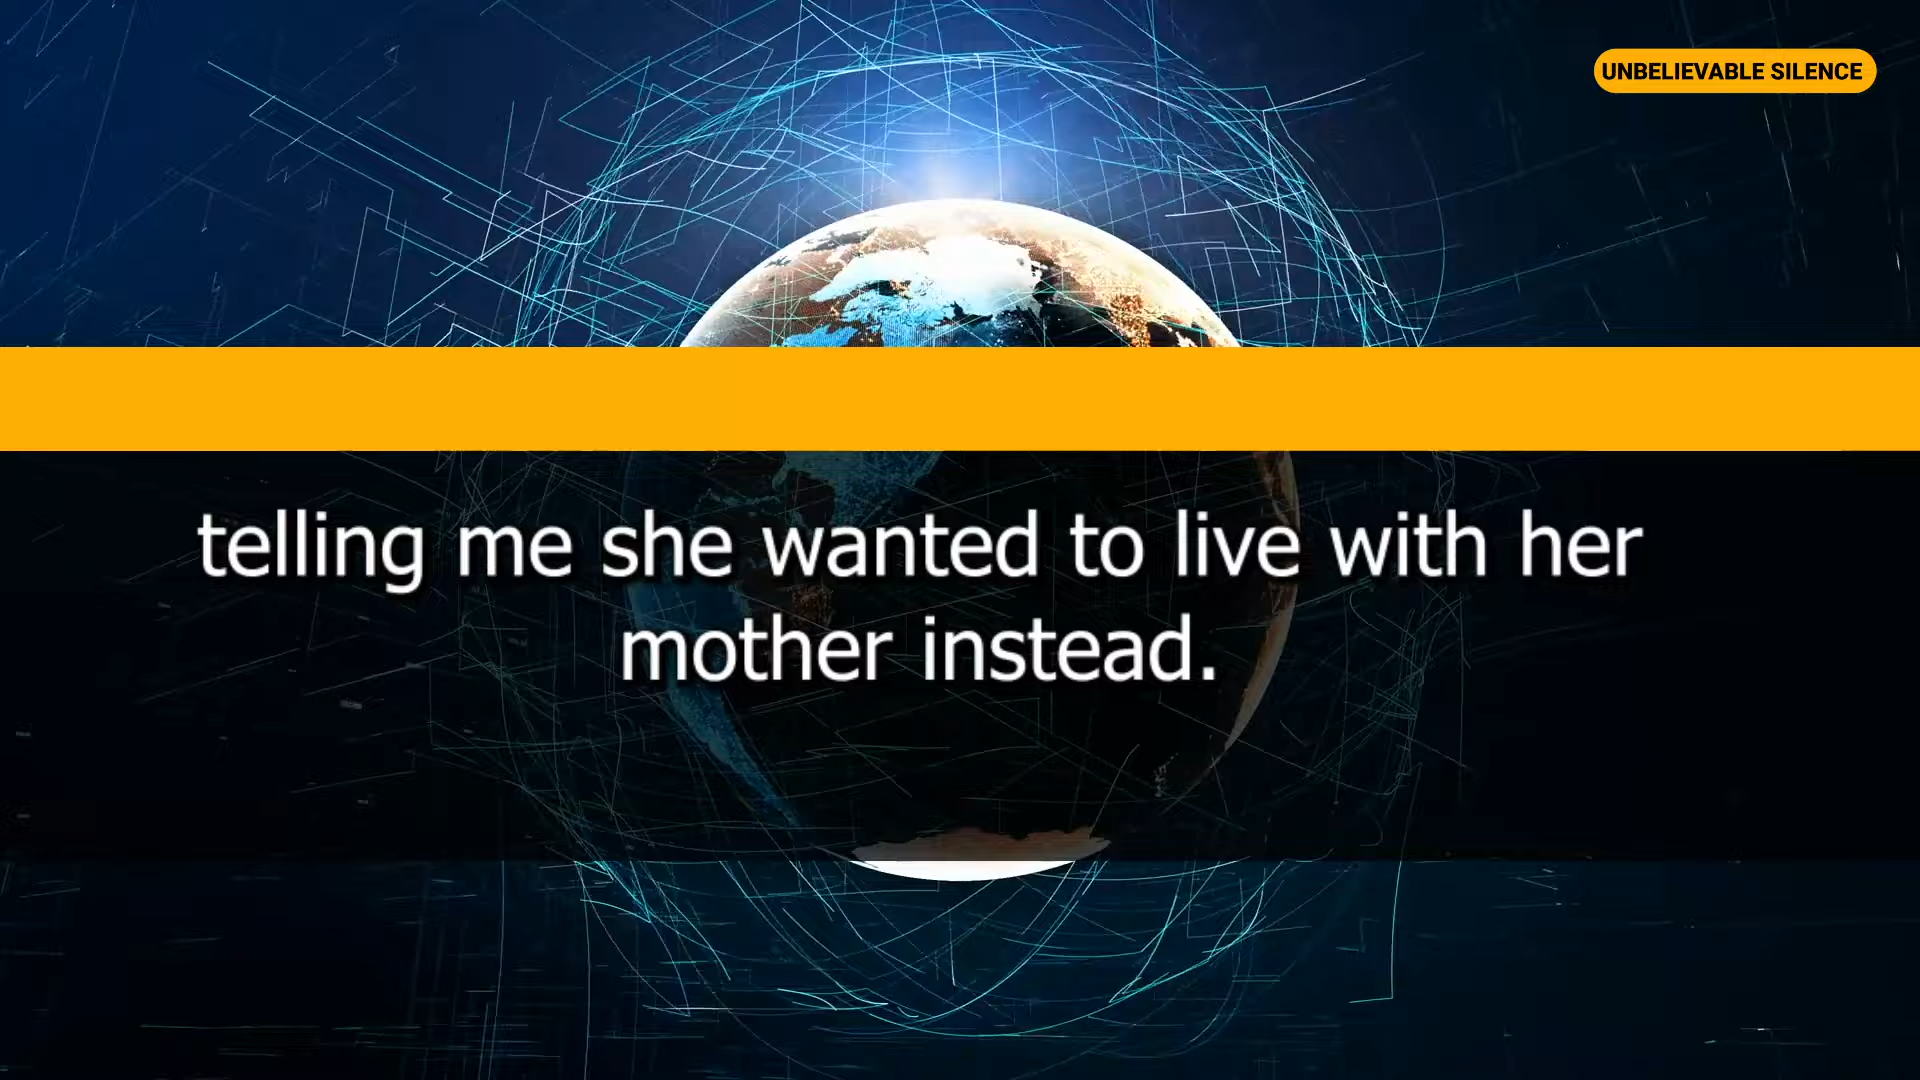 UNBELIEVABLE SILENCE
telling me she wanted to live with her
mother instead.